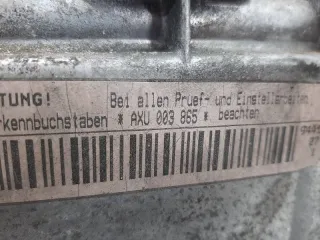 TUNG! Bei allen Pruef- und Einstellarbeiten
rkennbuchstaben * AXU 003 865 * beachten